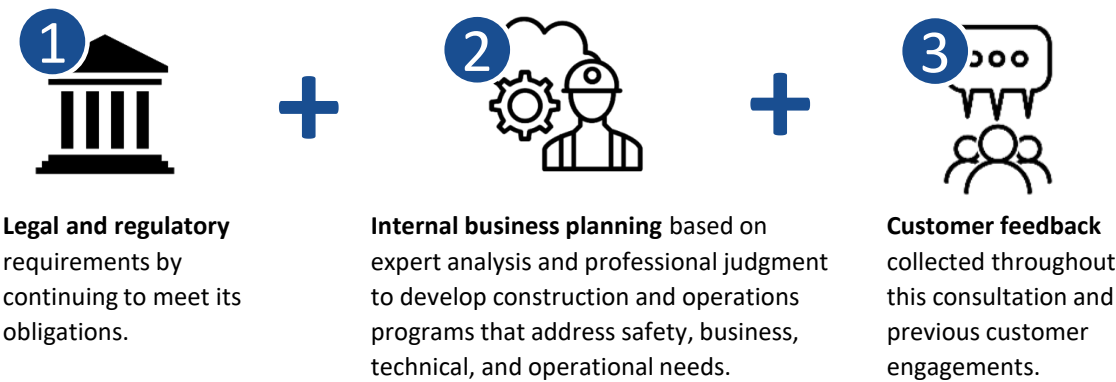 1
Legal and regulatory
requirements by
continuing to meet its
obligations.
+
2
Internal business planning based on
expert analysis and professional judgment
to develop construction and operations
programs that address safety, business,
technical, and operational needs.
+
3
Customer feedback
collected throughout
this consultation and
previous customer
engagements.